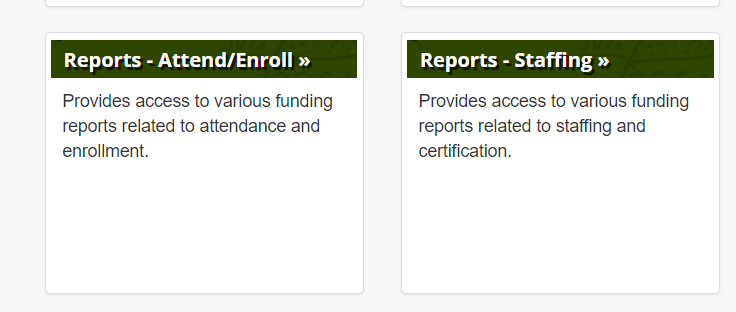 Reports - Attend/Enroll »
Provides access to various funding
reports related to attendance and
enrollment.
Reports - Staffing »
Provides access to various funding
reports related to staffing and
certification.